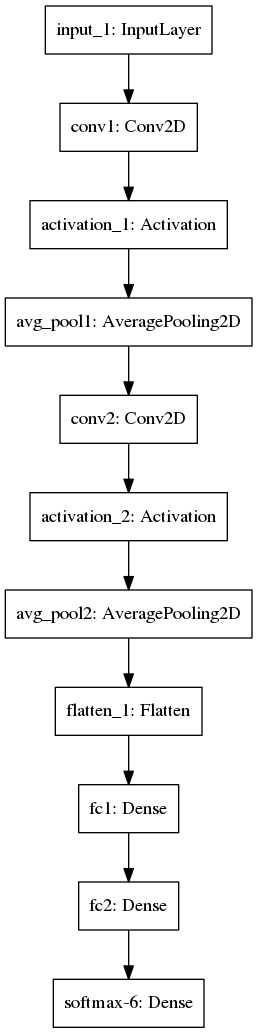 input_1: InputLayer
conv1: Conv2D
activation_1: Activation
avg_pool1: AveragePooling2D
conv2: Conv2D
activation_2: Activation
avg_pool2: AveragePooling2D
flatten_1: Flatten
fc1: Dense
fc2: Dense
softmax-6: Dense